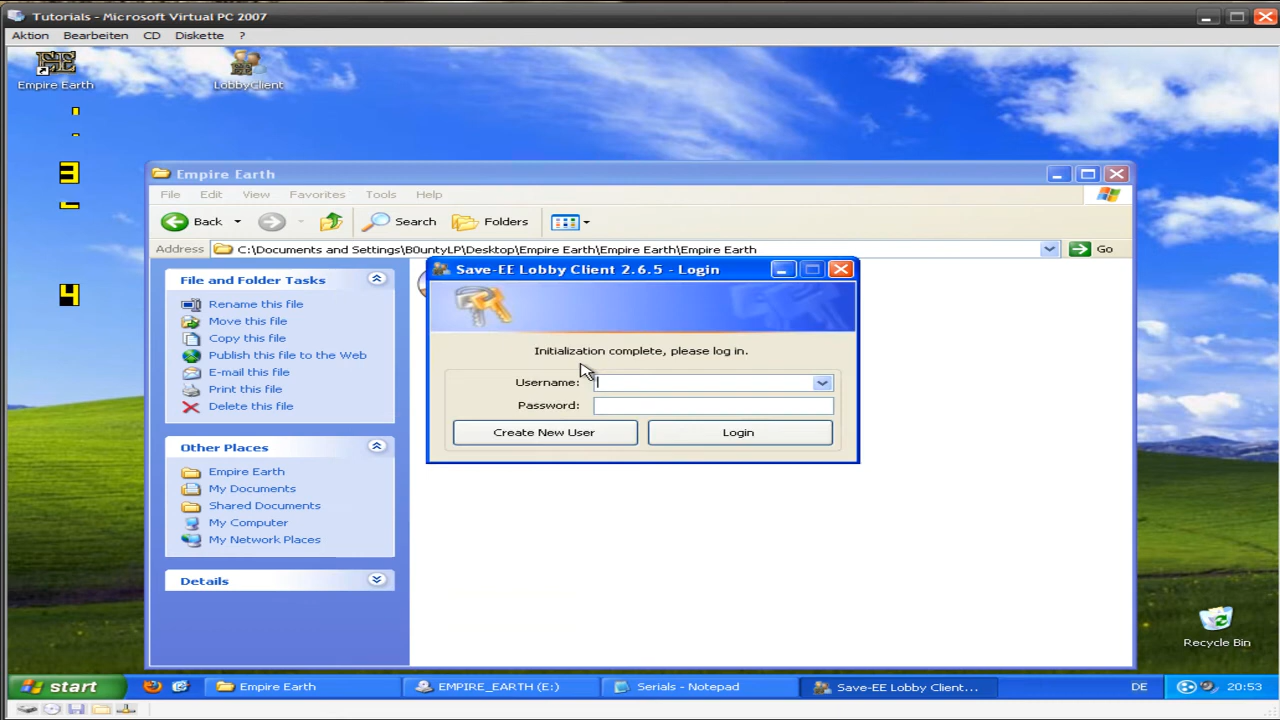 Tutorials - Microsoft Virtual PC 2007
Aktion Bearbeiten CD Diskette ?
Empire Earth
LobbyClient
Empire Earth
File Edit View Favorites Tools Help
Back Search Folders
Address C:\Documents and Settings\B0untyLP\Desktop\Empire Earth\Empire Earth\Empire Earth Go
File and Folder Tasks
Rename this file
Move this file
Copy this file
Publish this file to the Web
E-mail this file
Print this file
Delete this file
Other Places
Empire Earth
My Documents
Shared Documents
My Computer
My Network Places
Details
Save-EE Lobby Client 2.6.5 - Login
Initialization complete, please log in.
Username:
Password:
Create New User Login
Recycle Bin
start Empire Earth EMPIRE_EARTH (E:) Serials - Notepad Save-EE Lobby Client... DE 20:53